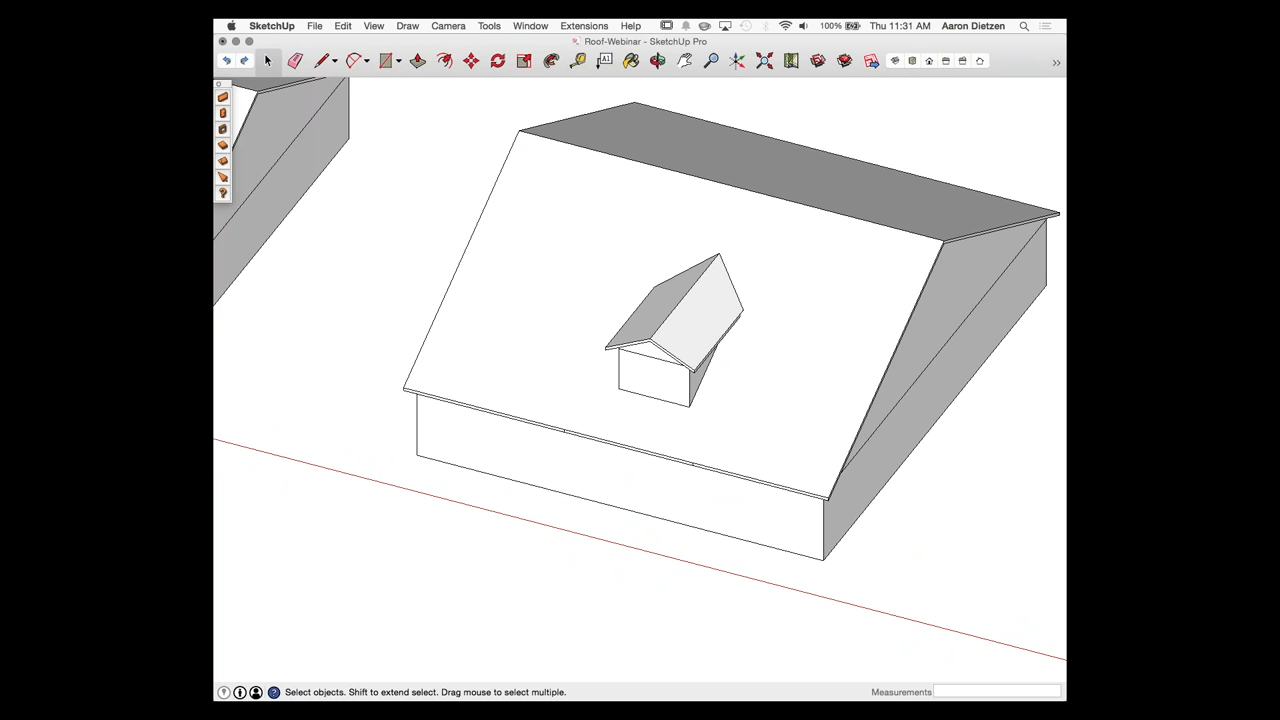 SketchUp File Edit View Draw Camera Tools Window Extensions Help 100% Thu 11:31 AM Aaron Dietzen
Roof-Webinar - SketchUp Pro
A1
Select objects. Shift to extend select. Drag mouse to select multiple. Measurements